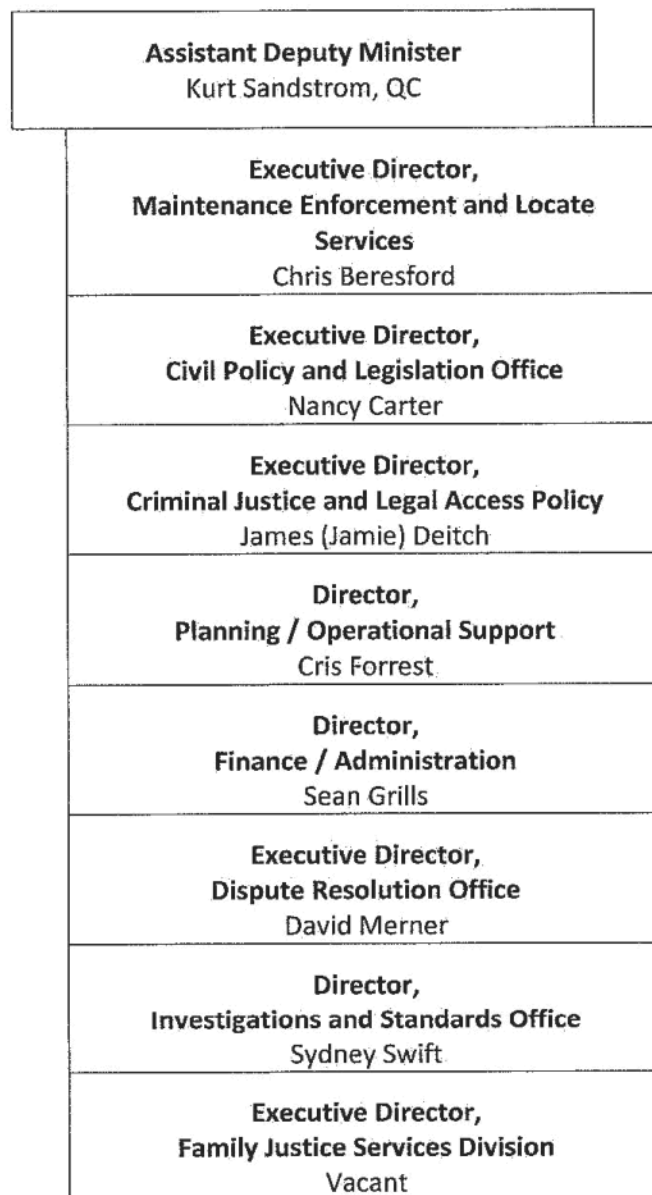 Assistant Deputy Minister
Kurt Sandstrom, QC
Executive Director,
Maintenance Enforcement and Locate
Services
Chris Beresford
Executive Director,
Civil Policy and Legislation Office
Nancy Carter
Executive Director,
Criminal Justice and Legal Access Policy
James (Jamie) Deitch
Director,
Planning / Operational Support
Cris Forrest
Director,
Finance / Administration
Sean Grills
Executive Director,
Dispute Resolution Office
David Merner
Director,
Investigations and Standards Office
Sydney Swift
Executive Director,
Family Justice Services Division
Vacant